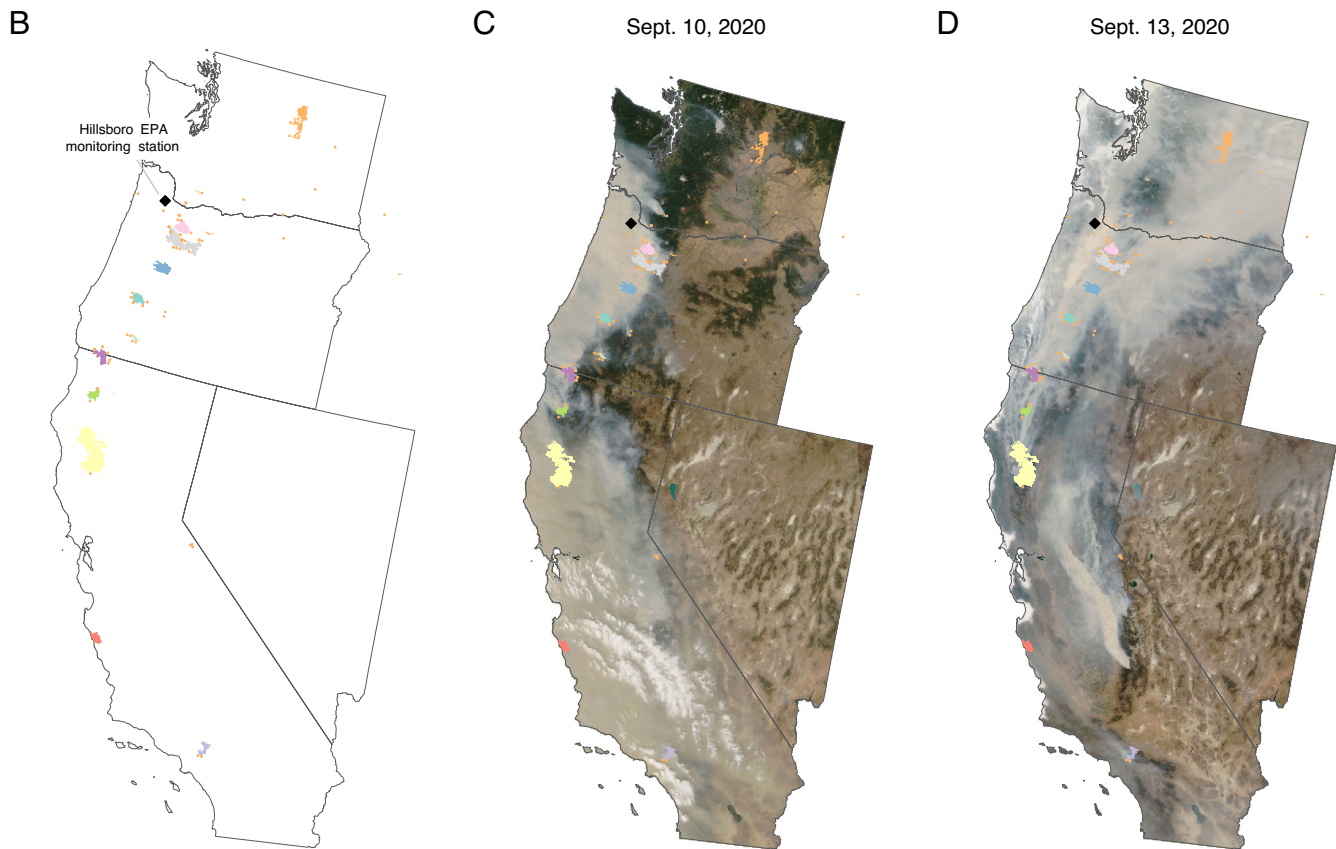 B
C
Sept. 10, 2020
D
Sept. 13, 2020
Hillsboro EPA
monitoring station